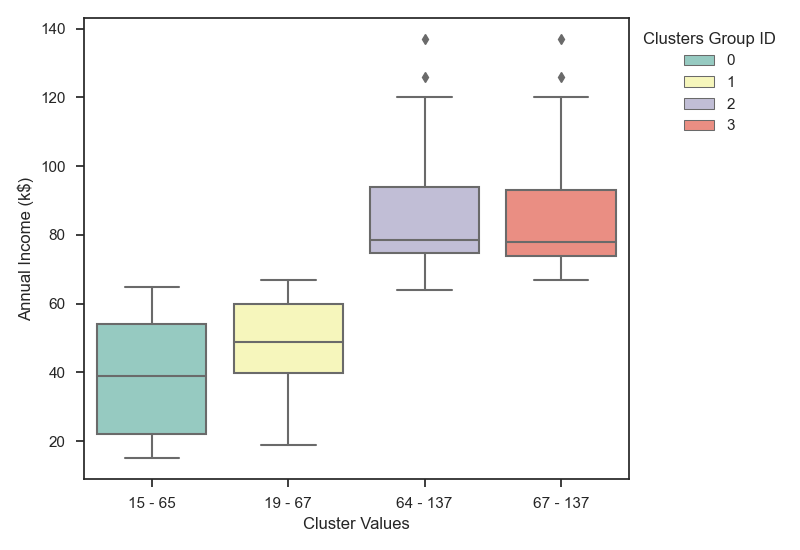 140
120
100
80
60
40
20
Annual Income (k$)
15 - 65
19 - 67
64 - 137
67 - 137
Cluster Values
Clusters Group ID
0
1
2
3